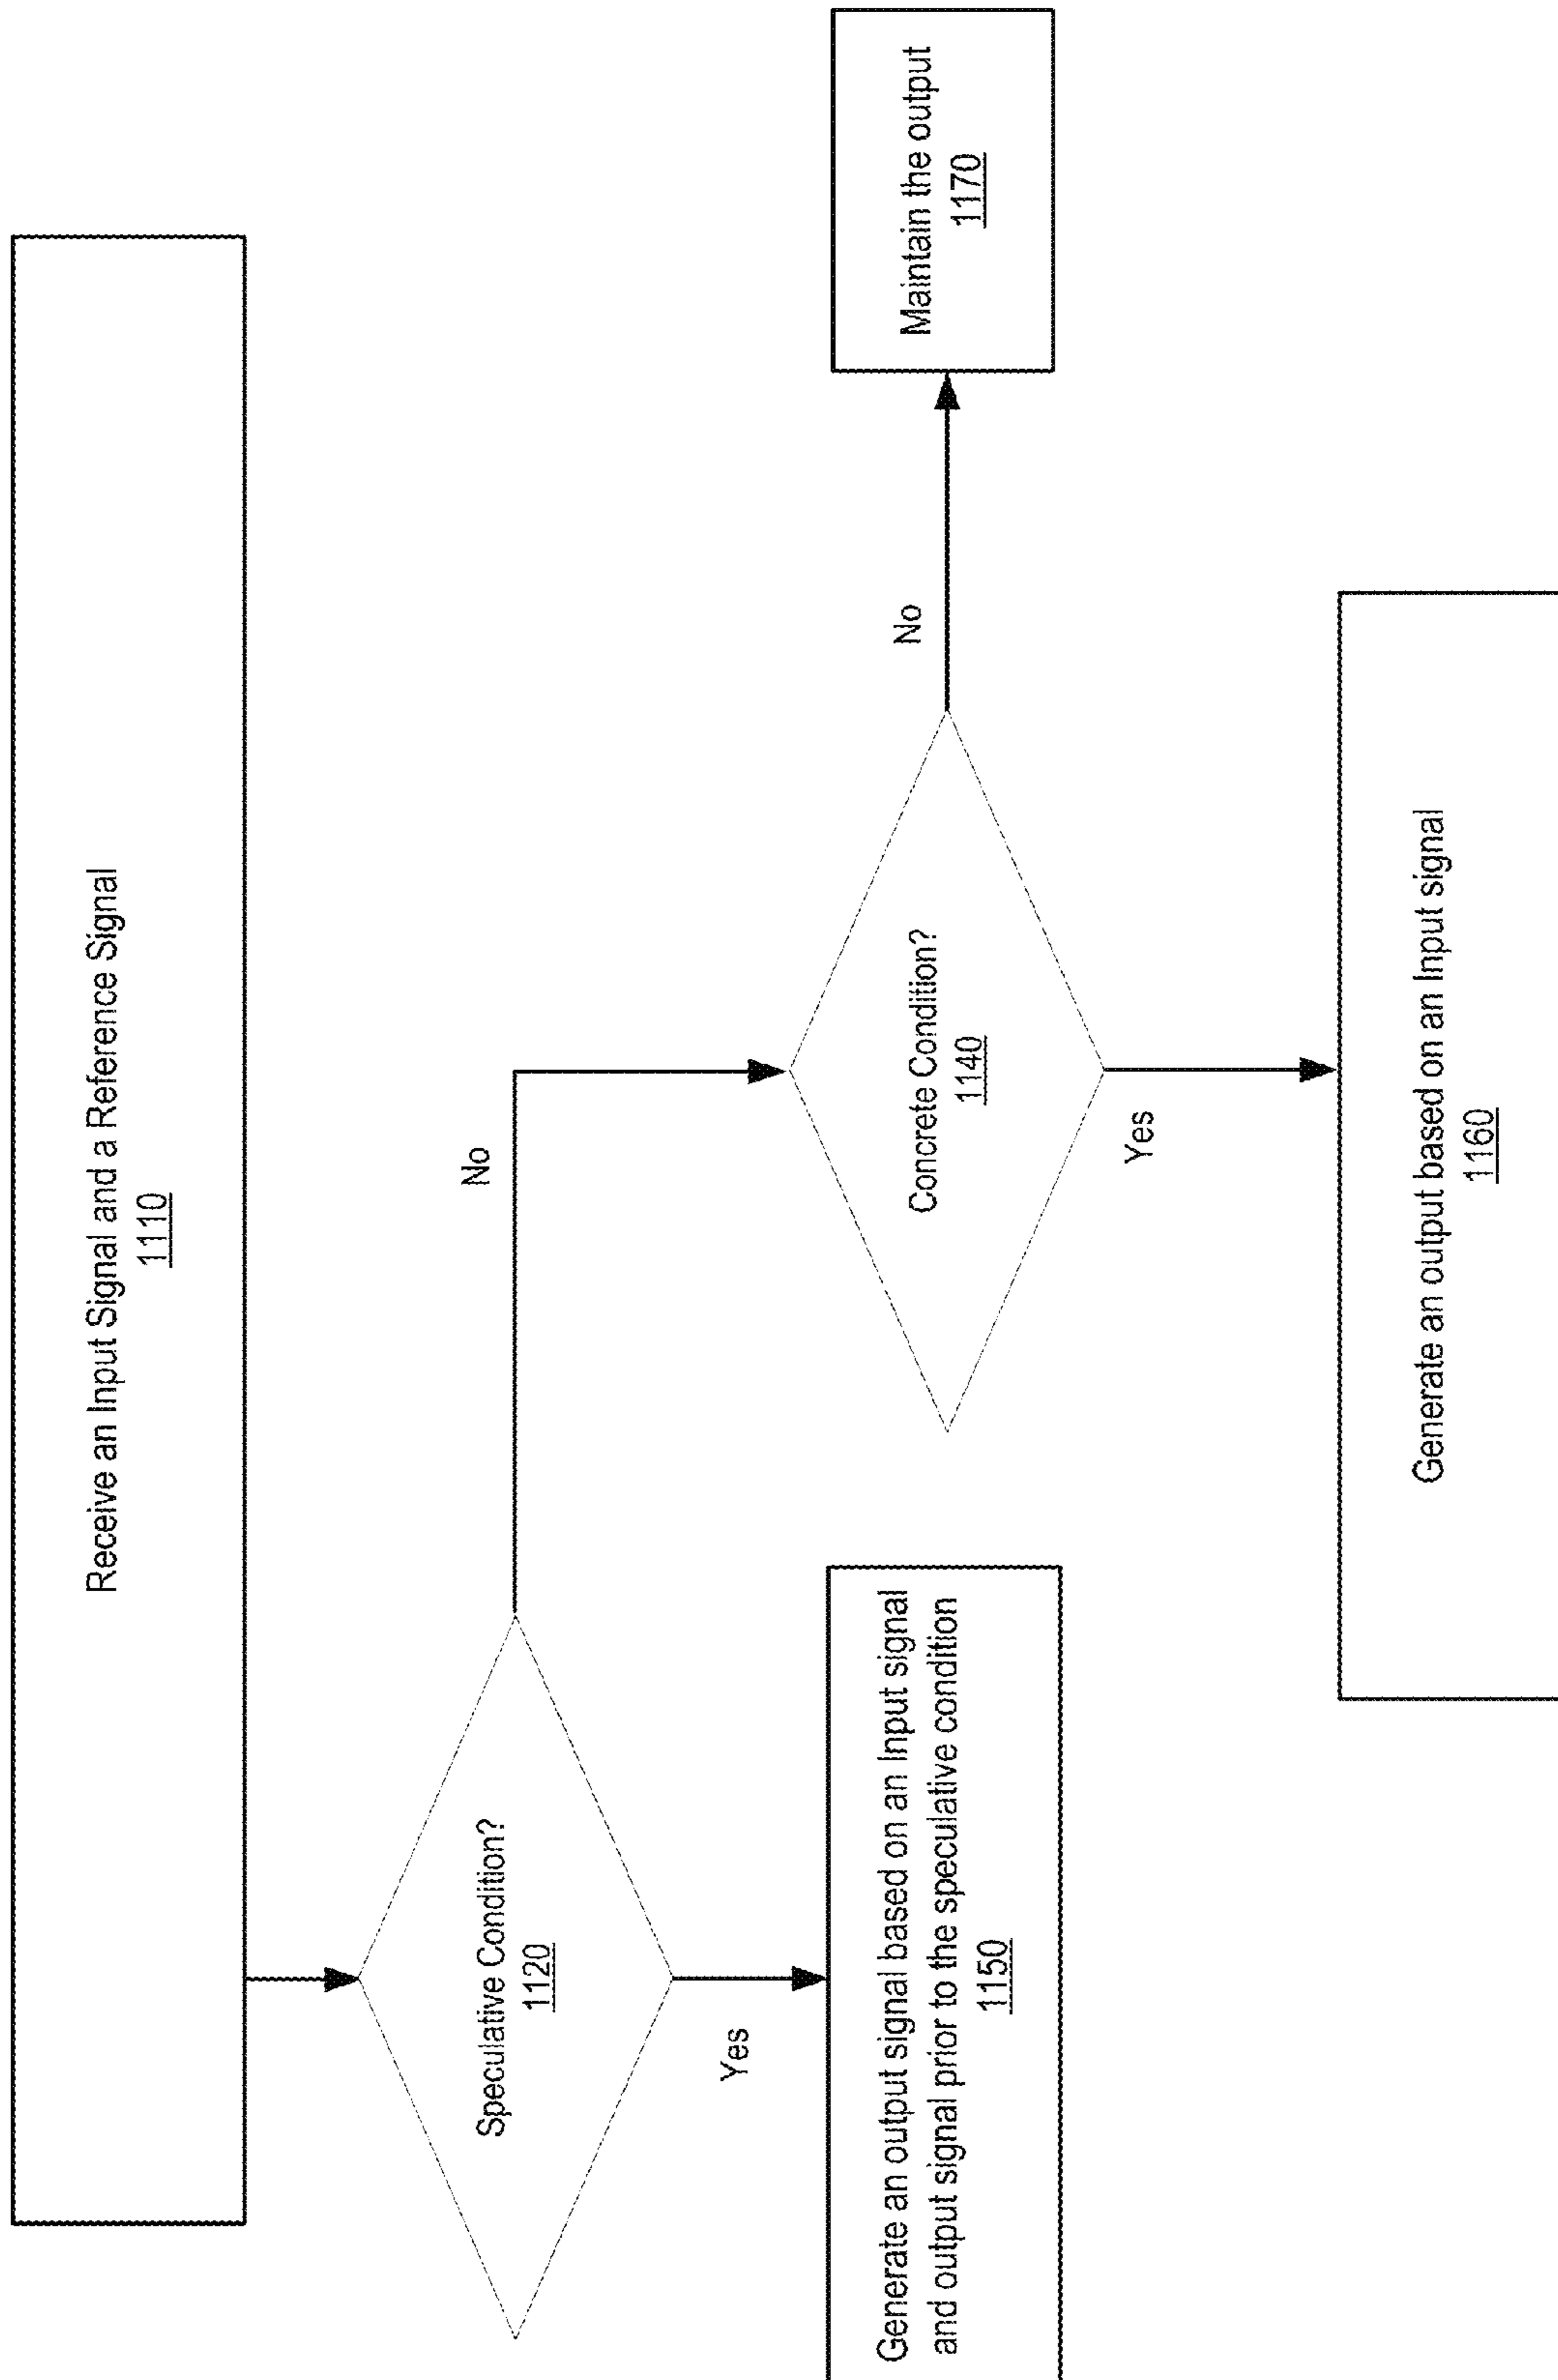 Receive an Input Signal and a Reference Signal
1110
Speculative Condition?
1120
No
Yes
Generate an output signal based on an Input signal
and output signal prior to the speculative condition
1150
Concrete Condition?
1140
No
Maintain the output
1170
Yes
Generate an output based on an Input signal
1160